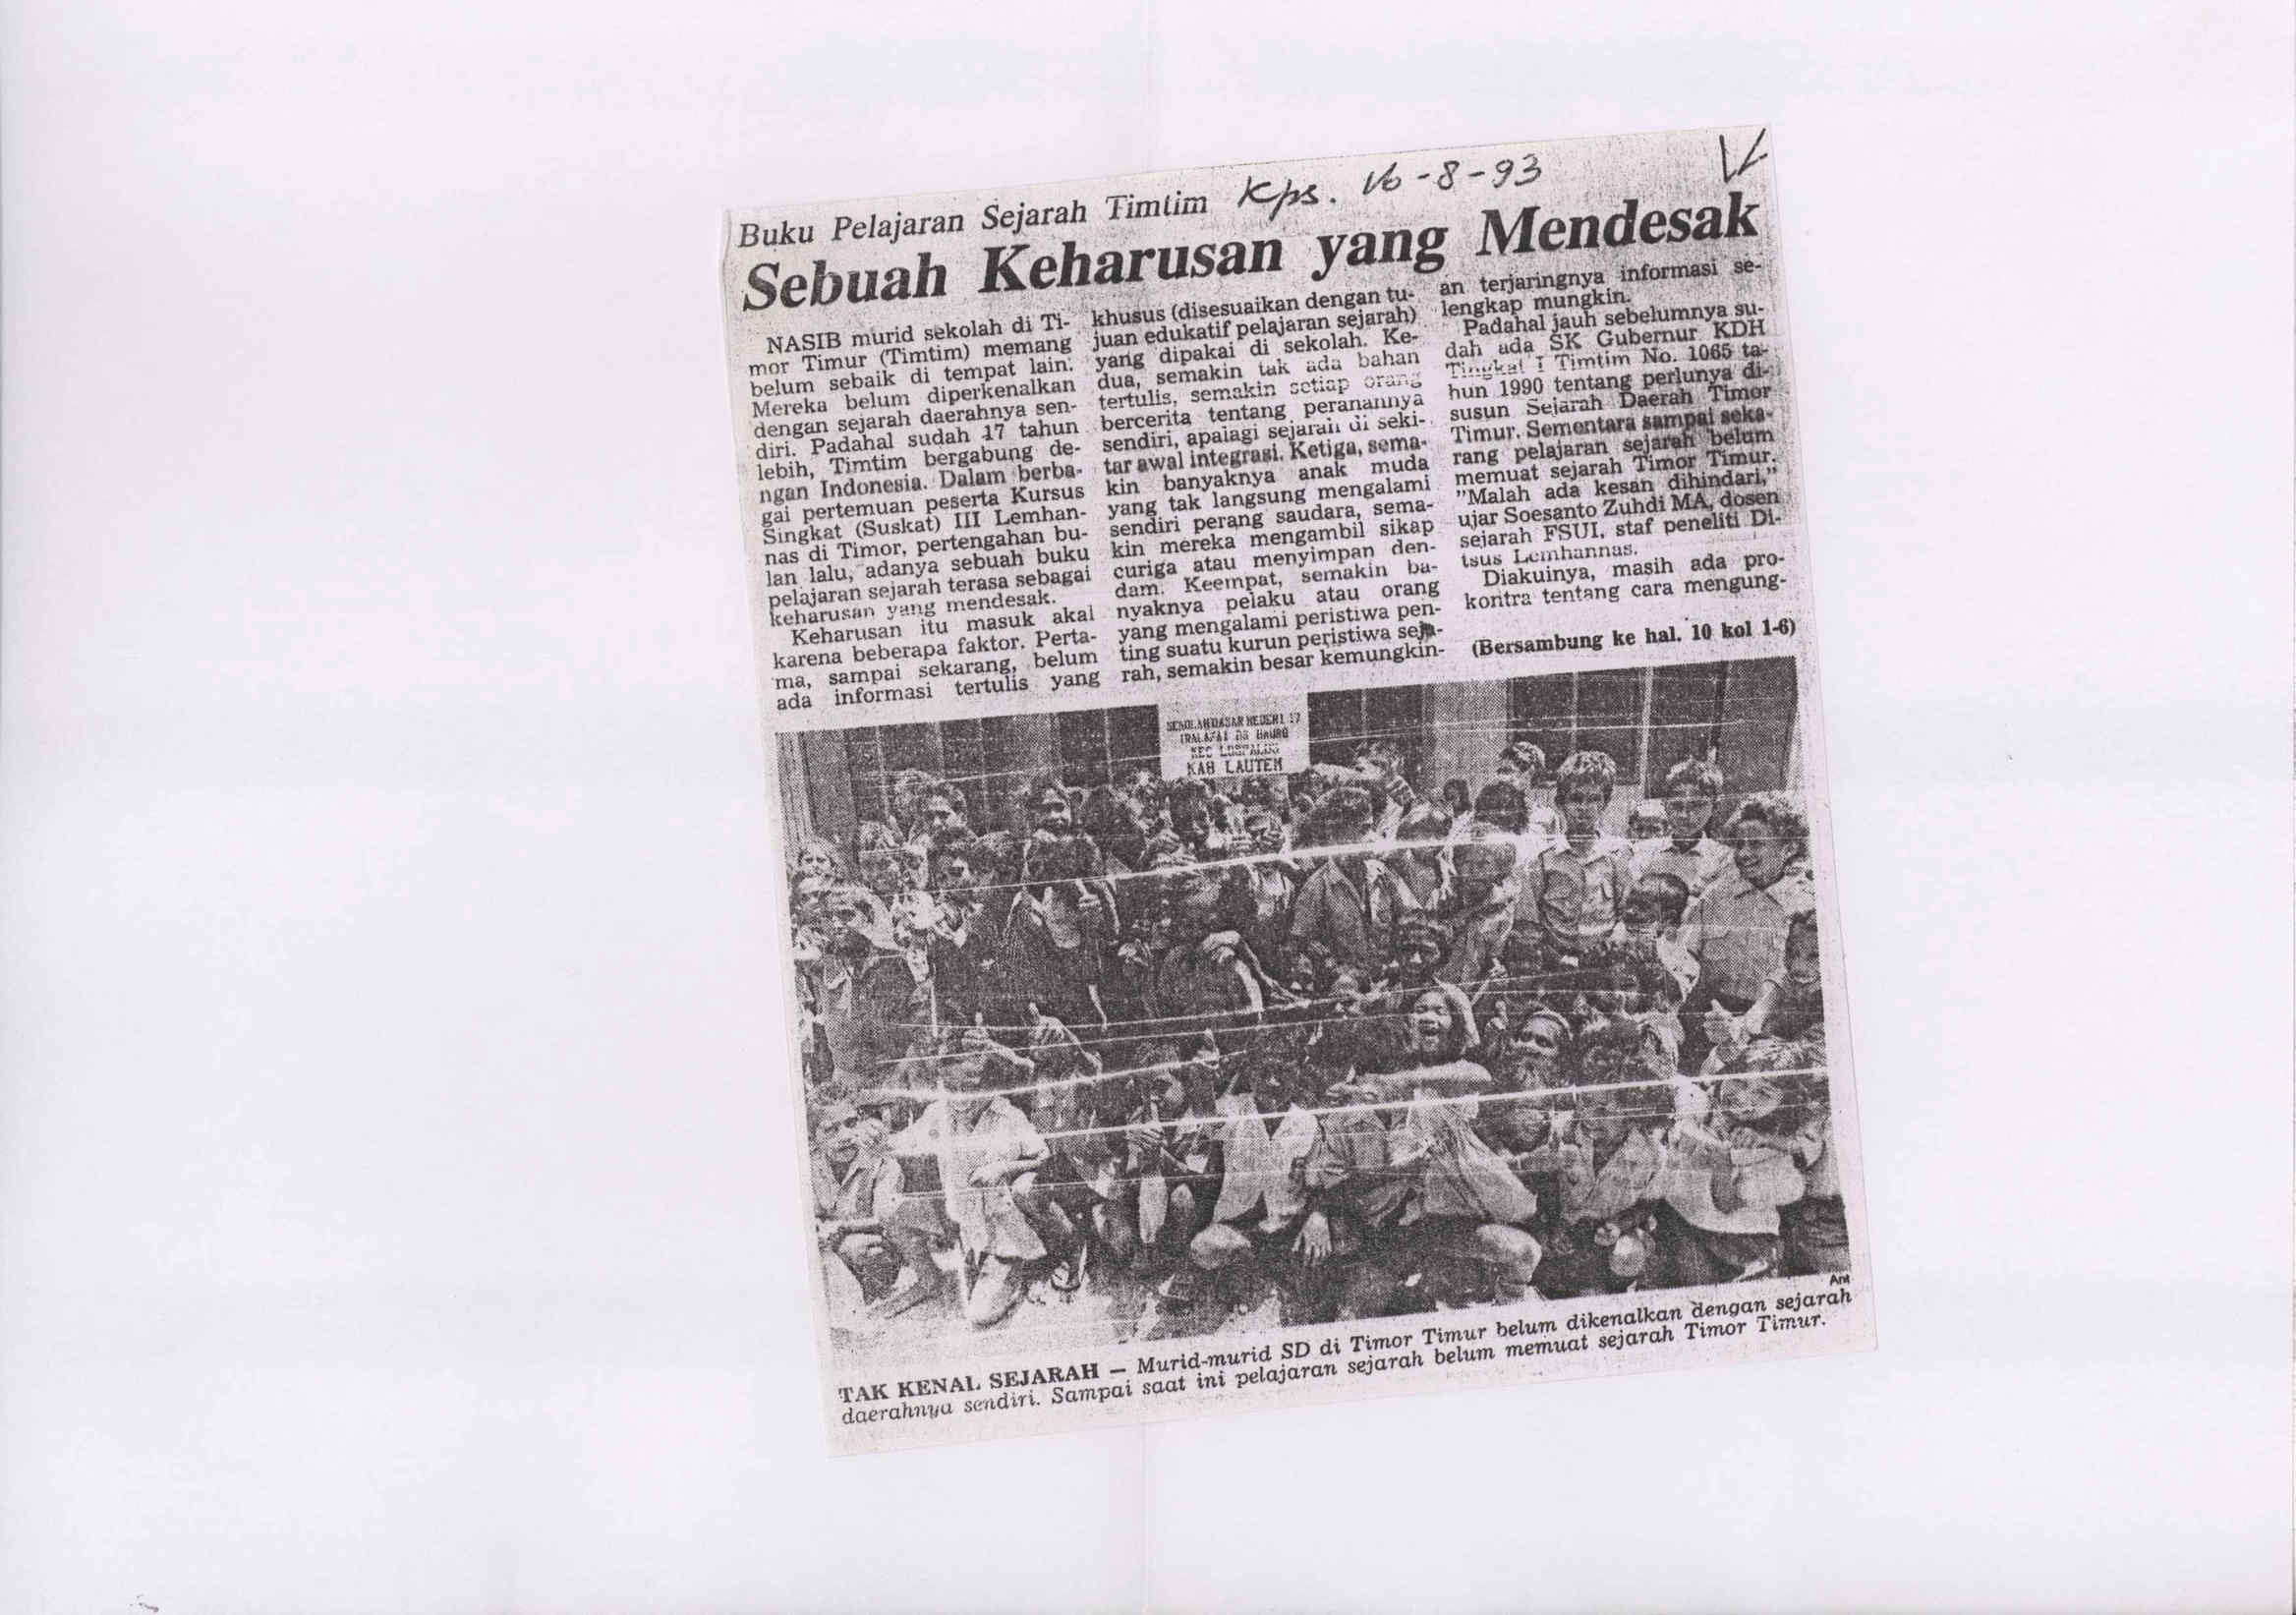 Kps. 16-8-93
Buku Pelajaran Sejarah Timtim
Sebuah Keharusan yang Mendesak
NASIB murid sekolah di Ti-
mor Timur (Timtim) memang
belum sebaik di tempat lain.
Mereka belum diperkenalkan
dengan sejarah daerahnya sen-
diri. Padahal sudah 17 tahun
lebih, Timtim bergabung de-
ngan Indonesia. Dalam berba-
gai pertemuan peserta Kursus
Singkat (Suskat) III Lemhan-
nas di Timor, pertengahan bu-
lan lalu, adanya sebuah buku
pelajaran sejarah terasa sebagai
keharusan yang mendesak.
Keharusan itu masuk akal
karena beberapa faktor. Perta-
ma, sampai sekarang, belum
ada informasi tertulis yang
khusus (disesuaikan dengan tu-
juan edukatif pelajaran sejarah)
yang dipakai di sekolah. Ke-
dua, semakin tak ada bahan
tertulis, semakin setiap orang
bercerita tentang peranannya
sendiri, apalagi sejarah di seki-
tar awal integrasi. Ketiga, sema-
kin banyaknya anak muda
yang tak langsung mengalami
sendiri perang saudara, sema-
kin mereka mengambil sikap
curiga atau menyimpan den-
dam. Keempat, semakin ba-
nyaknya pelaku atau orang
yang mengalami peristiwa pen-
ting suatu kurun peristiwa seja-
rah, semakin besar kemungkin-
an terjaringnya informasi se-
lengkap mungkin.
Padahal jauh sebelumnya su-
dah ada SK Gubernur KDH
Tingkat I Timtim No. 1065 ta-
hun 1990 tentang perlunya di-
susun Sejarah Daerah Timor
Timur. Sementara sampai seka-
rang pelajaran sejarah belum
memuat sejarah Timor Timur.
"Malah ada kesan dihindari,"
ujar Soesanto Zuhdi MA, dosen
sejarah FSUI, staf peneliti Di-
tsus Lemhannas.
Diakuinya, masih ada pro-
kontra tentang cara mengung-
(Bersambung ke hal. 10 kol 1-6)
SEKOLAH DASAR NEGERI 17
KEC LOSPALOS
KAB LAUTEM
Ant
TAK KENAL SEJARAH — Murid-murid SD di Timor Timur belum dikenalkan dengan sejarah
daerahnya sendiri. Sampai saat ini pelajaran sejarah belum memuat sejarah Timor Timur.